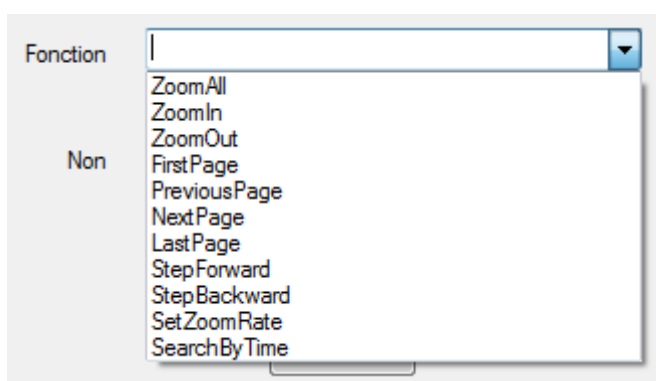 Fonction
ZoomAll
ZoomIn
ZoomOut
Non
FirstPage
PreviousPage
NextPage
LastPage
StepForward
StepBackward
SetZoomRate
SearchByTime